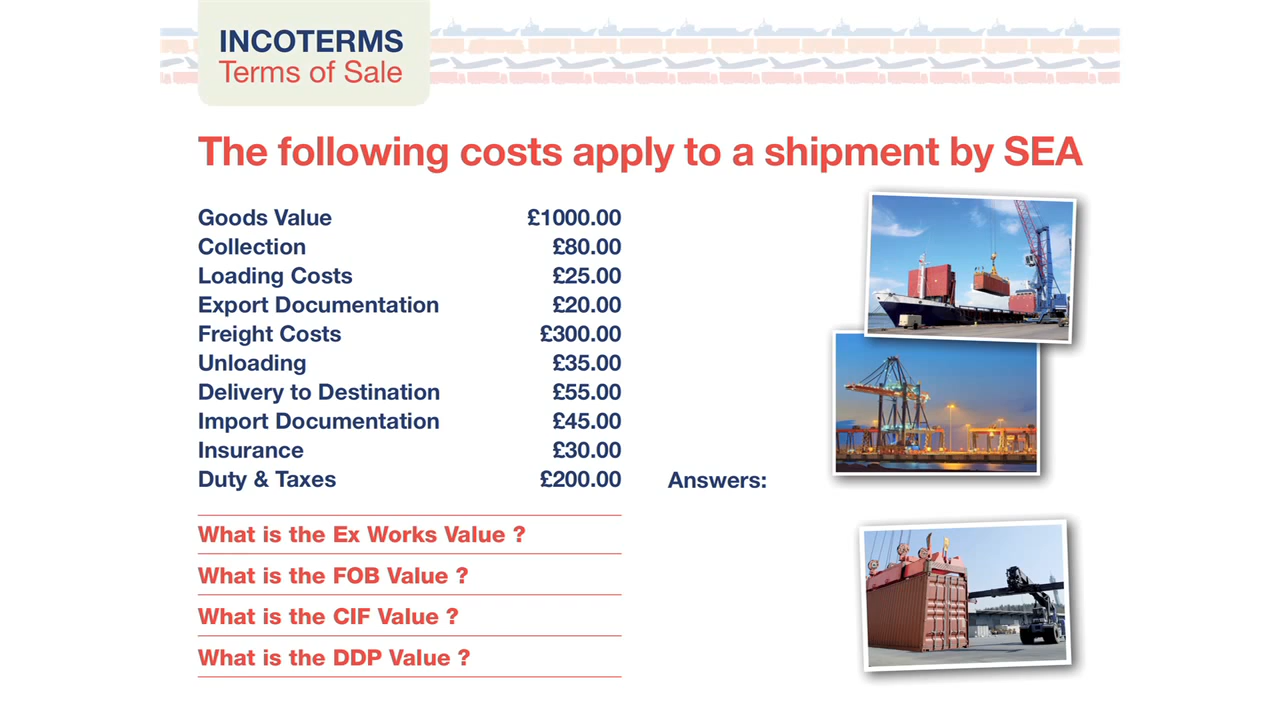 INCOTERMS
Terms of Sale
The following costs apply to a shipment by SEA
Goods Value £1000.00
Collection £80.00
Loading Costs £25.00
Export Documentation £20.00
Freight Costs £300.00
Unloading £35.00
Delivery to Destination £55.00
Import Documentation £45.00
Insurance £30.00
Duty & Taxes £200.00
Answers:
What is the Ex Works Value ?
What is the FOB Value ?
What is the CIF Value ?
What is the DDP Value ?